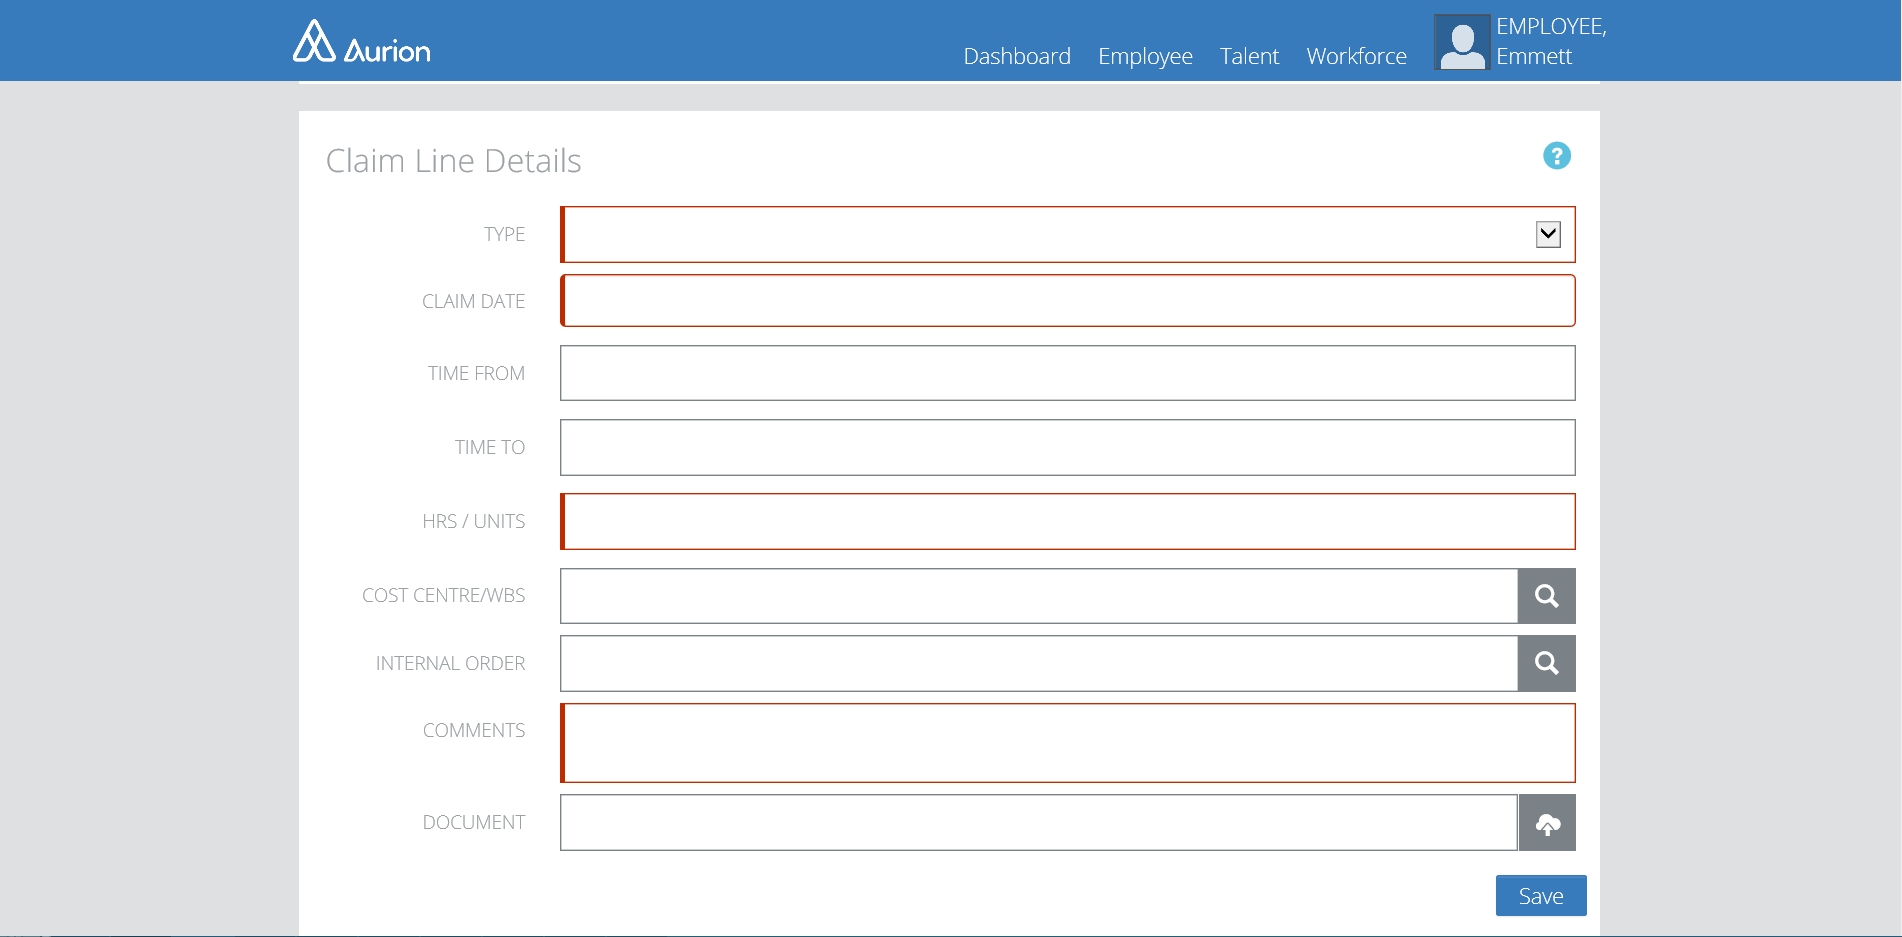 Aurion
Dashboard Employee Talent Workforce
EMPLOYEE,
Emmett
Claim Line Details
?
TYPE
CLAIM DATE
TIME FROM
TIME TO
HRS / UNITS
COST CENTRE/WBS
INTERNAL ORDER
COMMENTS
DOCUMENT
Save